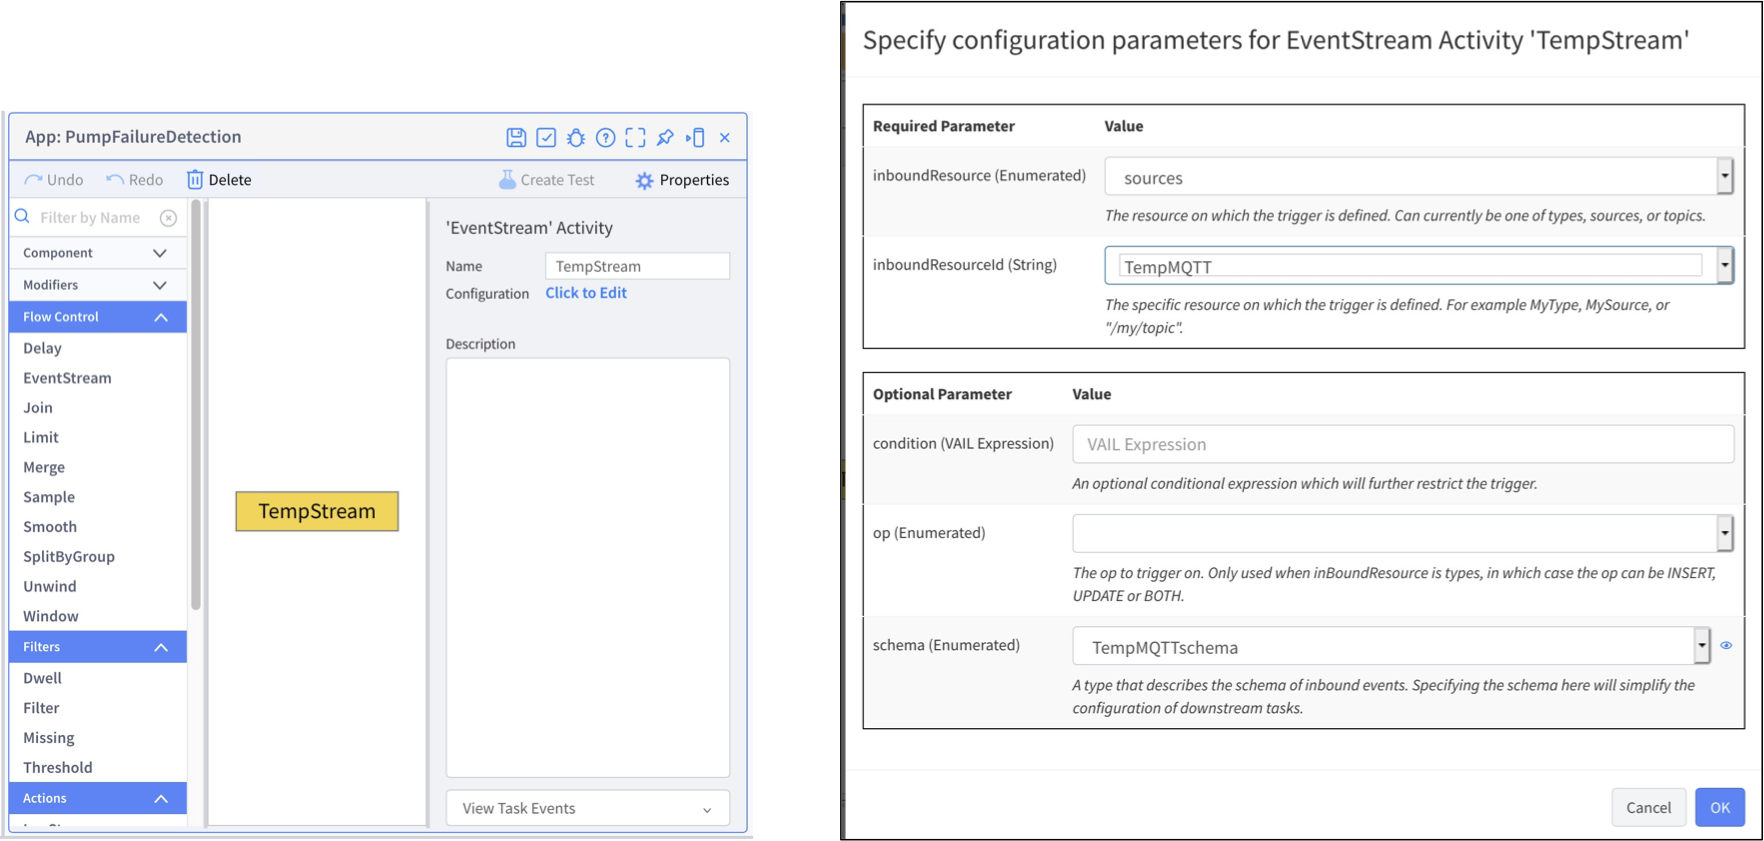 App: PumpFailureDetection
Undo Redo Delete Create Test Properties
Filter by Name
Component
Modifiers
Flow Control
Delay
EventStream
Join
Limit
Merge
Sample
Smooth
SplitByGroup
Unwind
Window
Filters
Dwell
Filter
Missing
Threshold
Actions
TempStream
'EventStream' Activity
Name TempStream
Configuration Click to Edit
Description
View Task Events
Specify configuration parameters for EventStream Activity 'TempStream'
Required Parameter Value
inboundResource (Enumerated) sources
The resource on which the trigger is defined. Can currently be one of types, sources, or topics.
inboundResourceId (String) TempMQTT
The specific resource on which the trigger is defined. For example MyType, MySource, or
"/my/topic".
Optional Parameter Value
condition (VAIL Expression) VAIL Expression
An optional conditional expression which will further restrict the trigger.
op (Enumerated)
The op to trigger on. Only used when inBoundResource is types, in which case the op can be INSERT,
UPDATE or BOTH.
schema (Enumerated) TempMQTTschema
A type that describes the schema of inbound events. Specifying the schema here will simplify the
configuration of downstream tasks.
Cancel OK